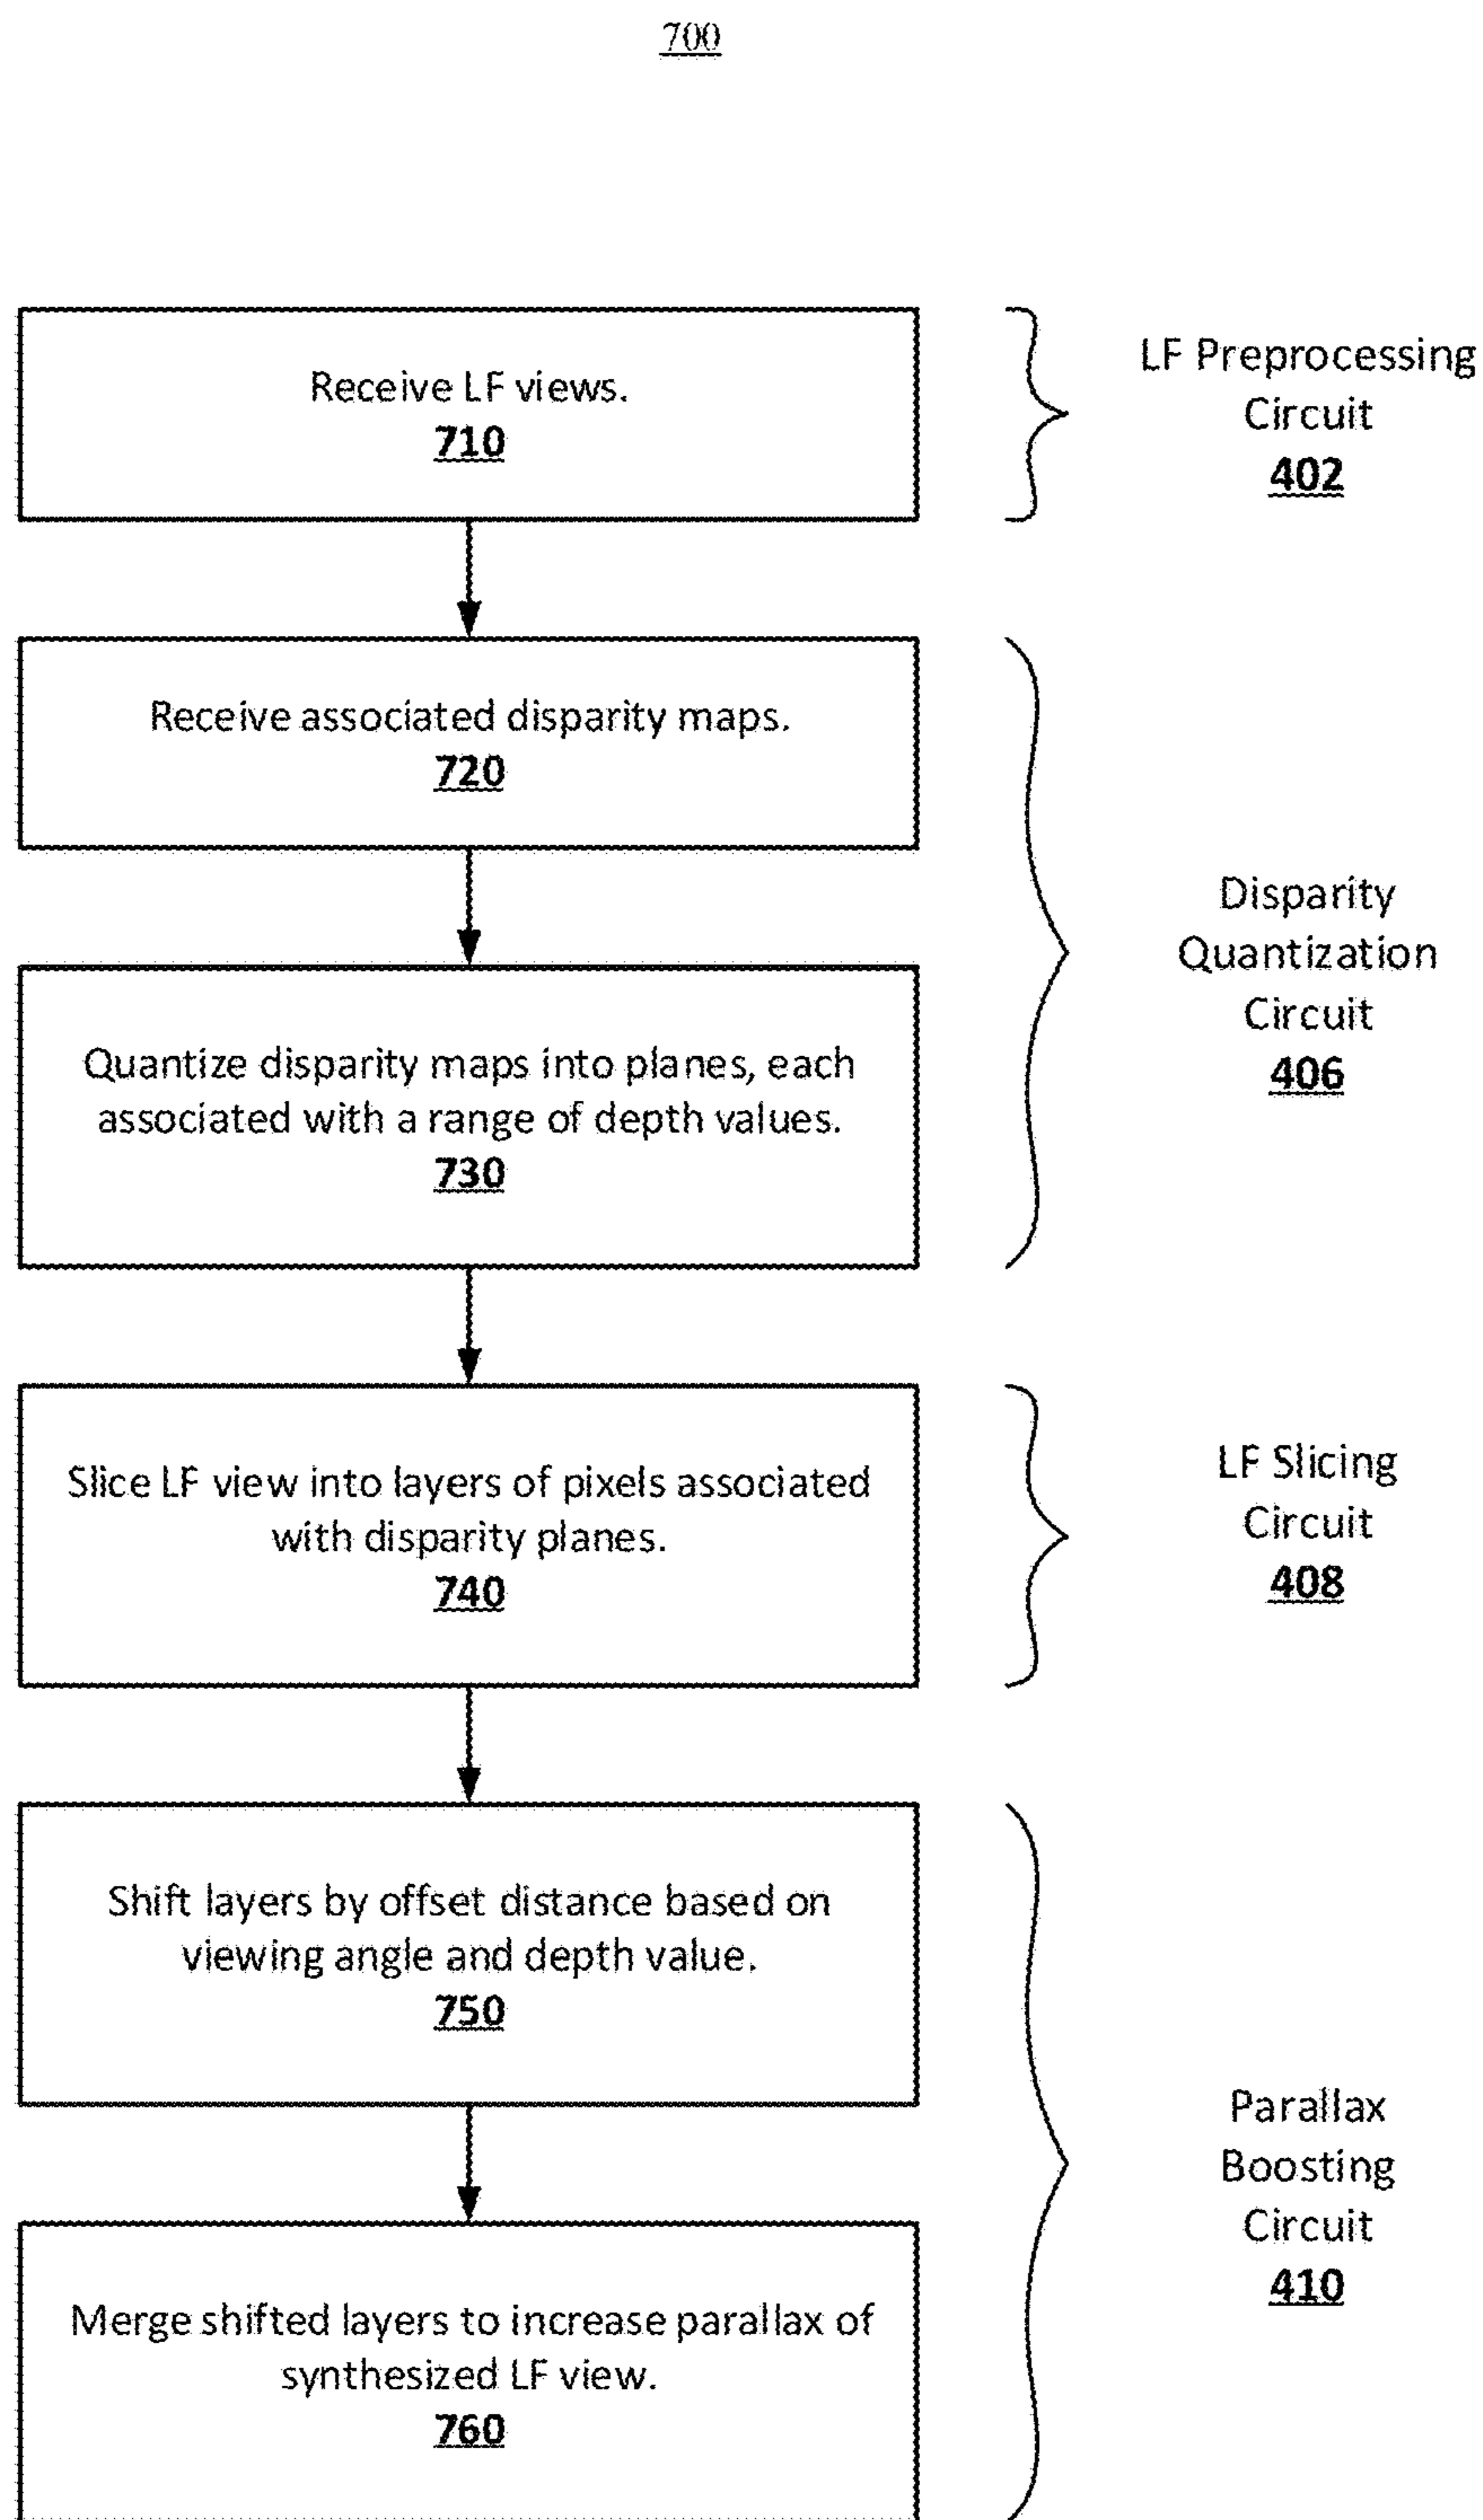 700
Receive LF views.
710
LF Preprocessing
Circuit
402
Receive associated disparity maps.
720
Quantize disparity maps into planes, each
associated with a range of depth values.
730
Disparity
Quantization
Circuit
406
Slice LF view into layers of pixels associated
with disparity planes.
740
LF Slicing
Circuit
408
Shift layers by offset distance based on
viewing angle and depth value.
750
Merge shifted layers to increase parallax of
synthesized LF view.
760
Parallax
Boosting
Circuit
410